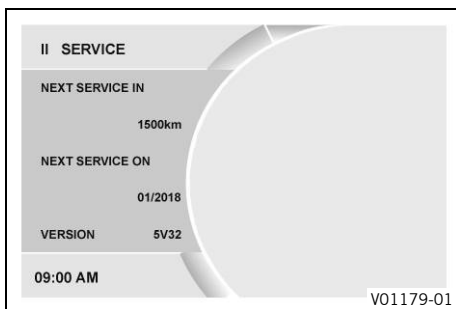 II SERVICE
NEXT SERVICE IN
1500km
NEXT SERVICE ON
01/2018
VERSION 5V32
09:00 AM
V01179-01